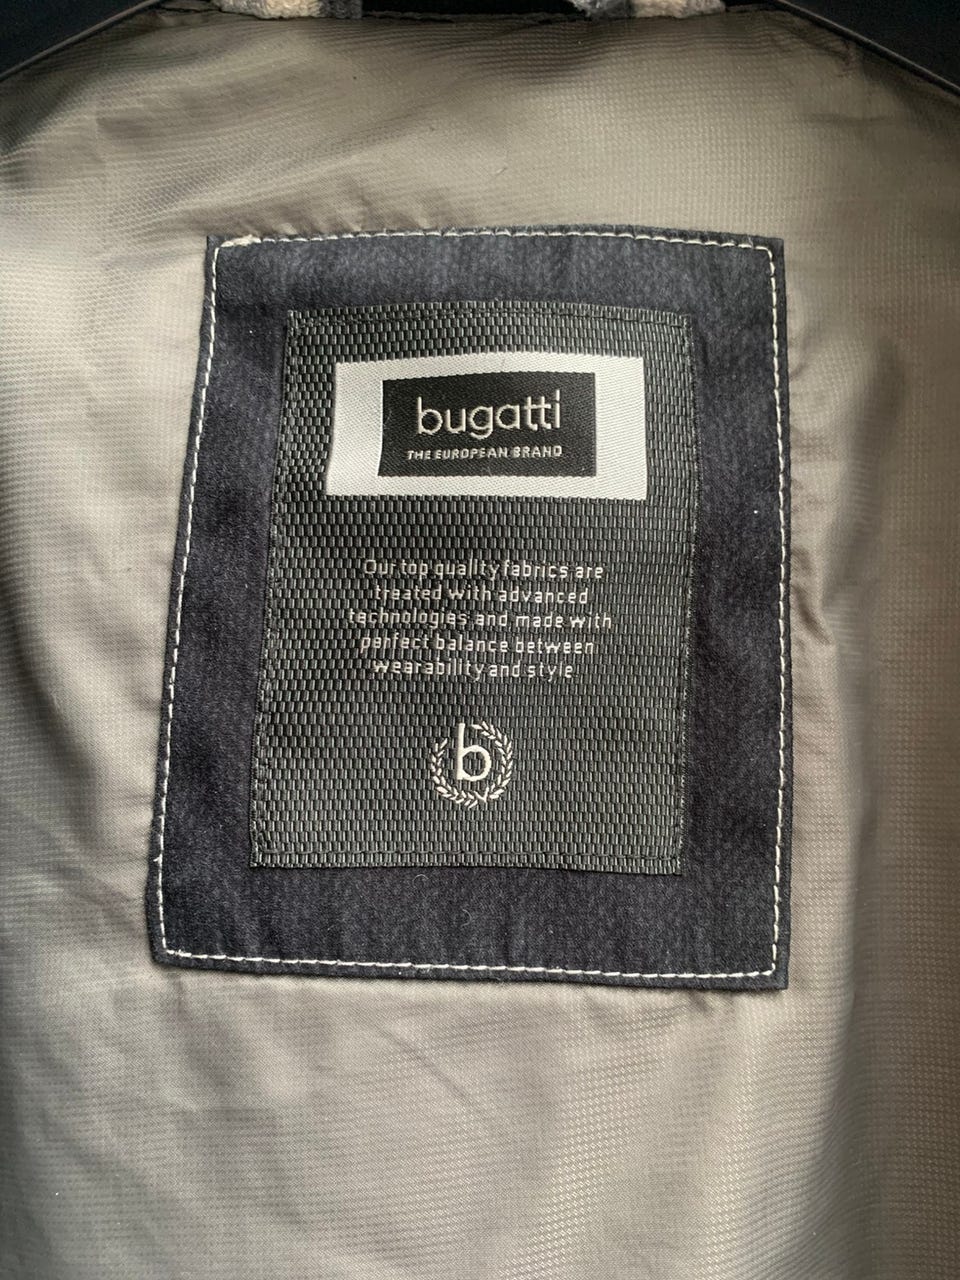 bugatti
THE EUROPEAN BRAND
Our top quality fabrics are
treated with advanced
technologies and made with
perfect balance between
wearability and style
b